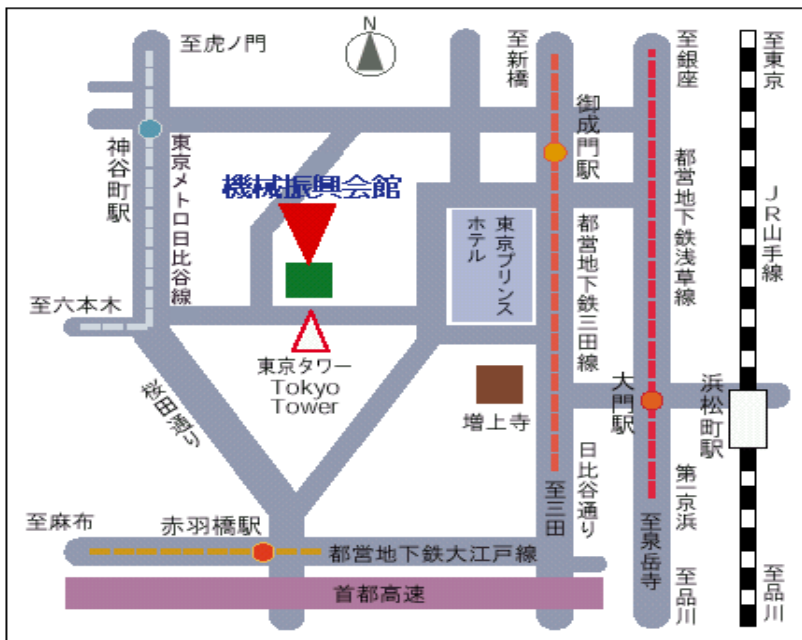 N
至虎ノ門
至新橋
至銀座
至東京
御成門駅
神谷町駅
東京メトロ日比谷線
機械振興会館
東京プリンス
ホテル
都営地下鉄三田線
都営地下鉄浅草線
JR山手線
至六本木
東京タワー
Tokyo
Tower
桜田通り
増上寺
大門駅
浜松町駅
日比谷通り
至三田
第一京浜
至泉岳寺
至麻布
赤羽橋駅
都営地下鉄大江戸線
首都高速
至品川
至品川